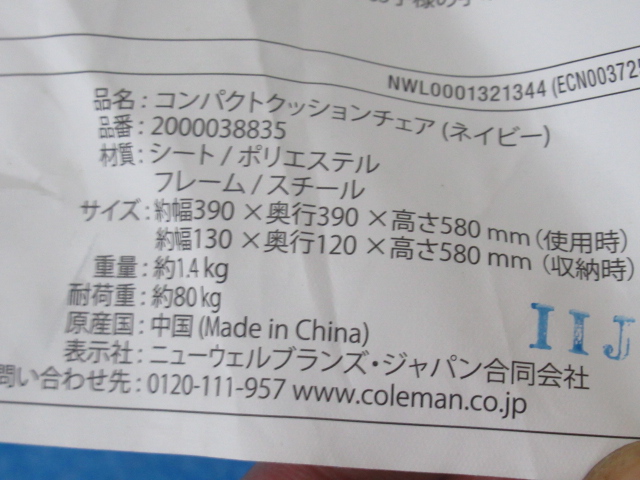 NWL0001321344 (ECN003725
品名：コンパクトクッションチェア (ネイビー)
品番：2000038835
材質：シート / ポリエステル
フレーム / スチール
サイズ：約幅390 × 奥行390 × 高さ580 mm (使用時)
約幅130 × 奥行120 × 高さ580 mm (収納時)
重量：約1.4 kg
耐荷重：約80 kg
原産国：中国 (Made in China)
表示社：ニューウェルブランズ・ジャパン合同会社
問い合わせ先：0120-111-957 www.coleman.co.jp
IIJ